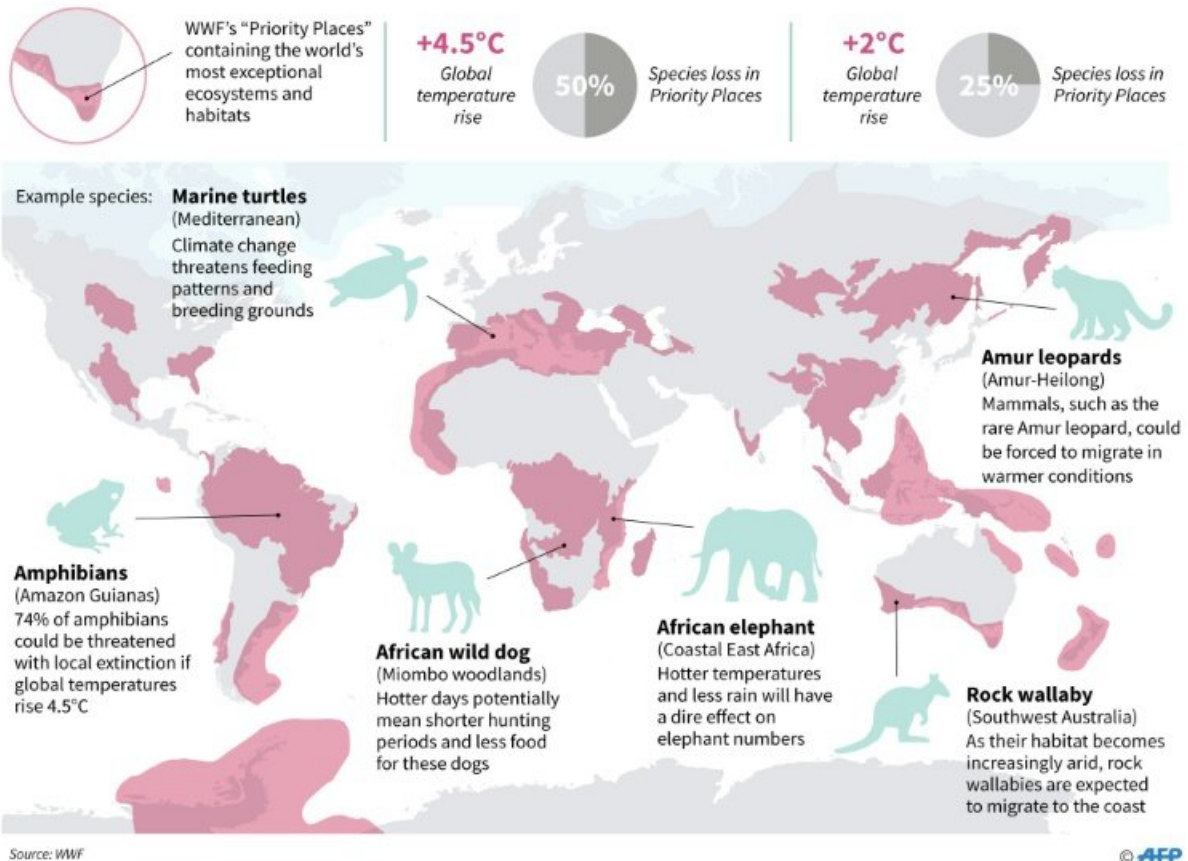 WWF's “Priority Places”
containing the world's
most exceptional
ecosystems and
habitats
+4.5°C
Global
temperature
rise
50%
Species loss in
Priority Places
+2°C
Global
temperature
rise
25%
Species loss in
Priority Places
Example species:
Marine turtles
(Mediterranean)
Climate change
threatens feeding
patterns and
breeding grounds
Amur leopards
(Amur-Heilong)
Mammals, such as the
rare Amur leopard, could
be forced to migrate in
warmer conditions
Amphibians
(Amazon Guianas)
74% of amphibians
could be threatened
with local extinction if
global temperatures
rise 4.5°C
African wild dog
(Miombo woodlands)
Hotter days potentially
mean shorter hunting
periods and less food
for these dogs
African elephant
(Coastal East Africa)
Hotter temperatures
and less rain will have
a dire effect on
elephant numbers
Rock wallaby
(Southwest Australia)
As their habitat becomes
increasingly arid, rock
wallabies are expected
to migrate to the coast
Source: WWF
© AFP